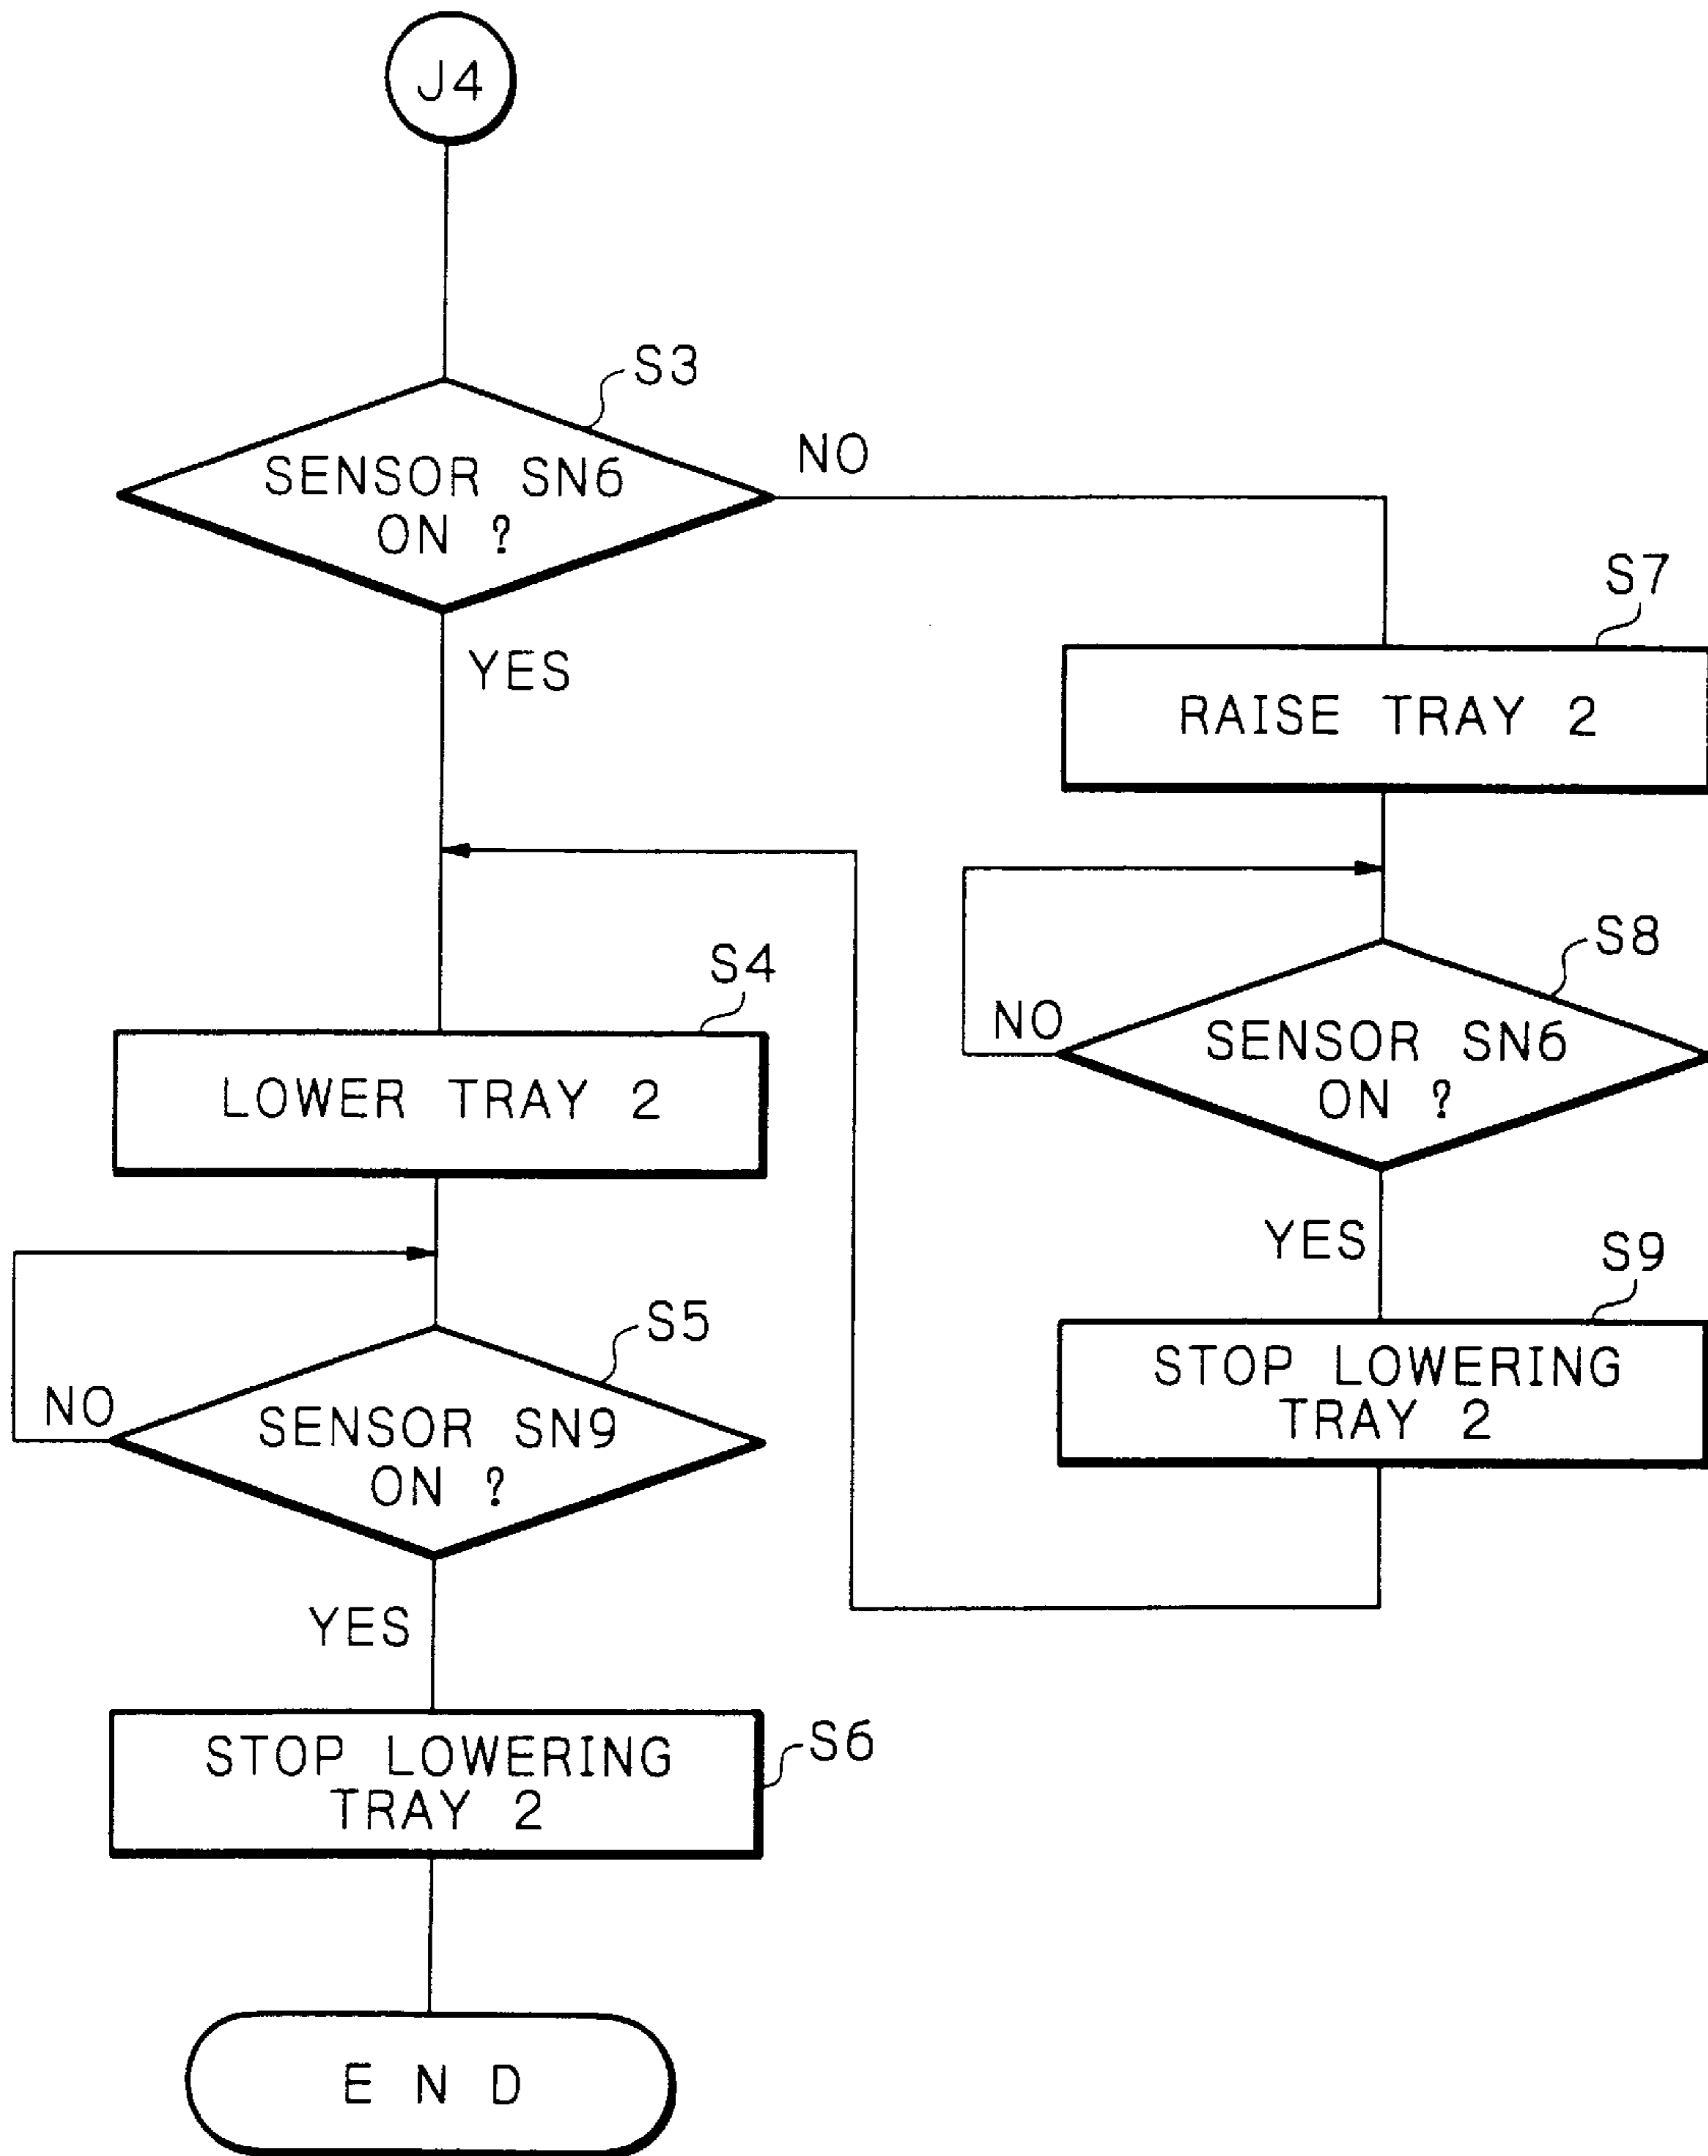 J4
S3
SENSOR SN6
ON ?
NO
YES
S7
RAISE TRAY 2
S8
SENSOR SN6
ON ?
NO
YES
S9
STOP LOWERING
TRAY 2
S4
LOWER TRAY 2
S5
SENSOR SN9
ON ?
NO
YES
S6
STOP LOWERING
TRAY 2
END